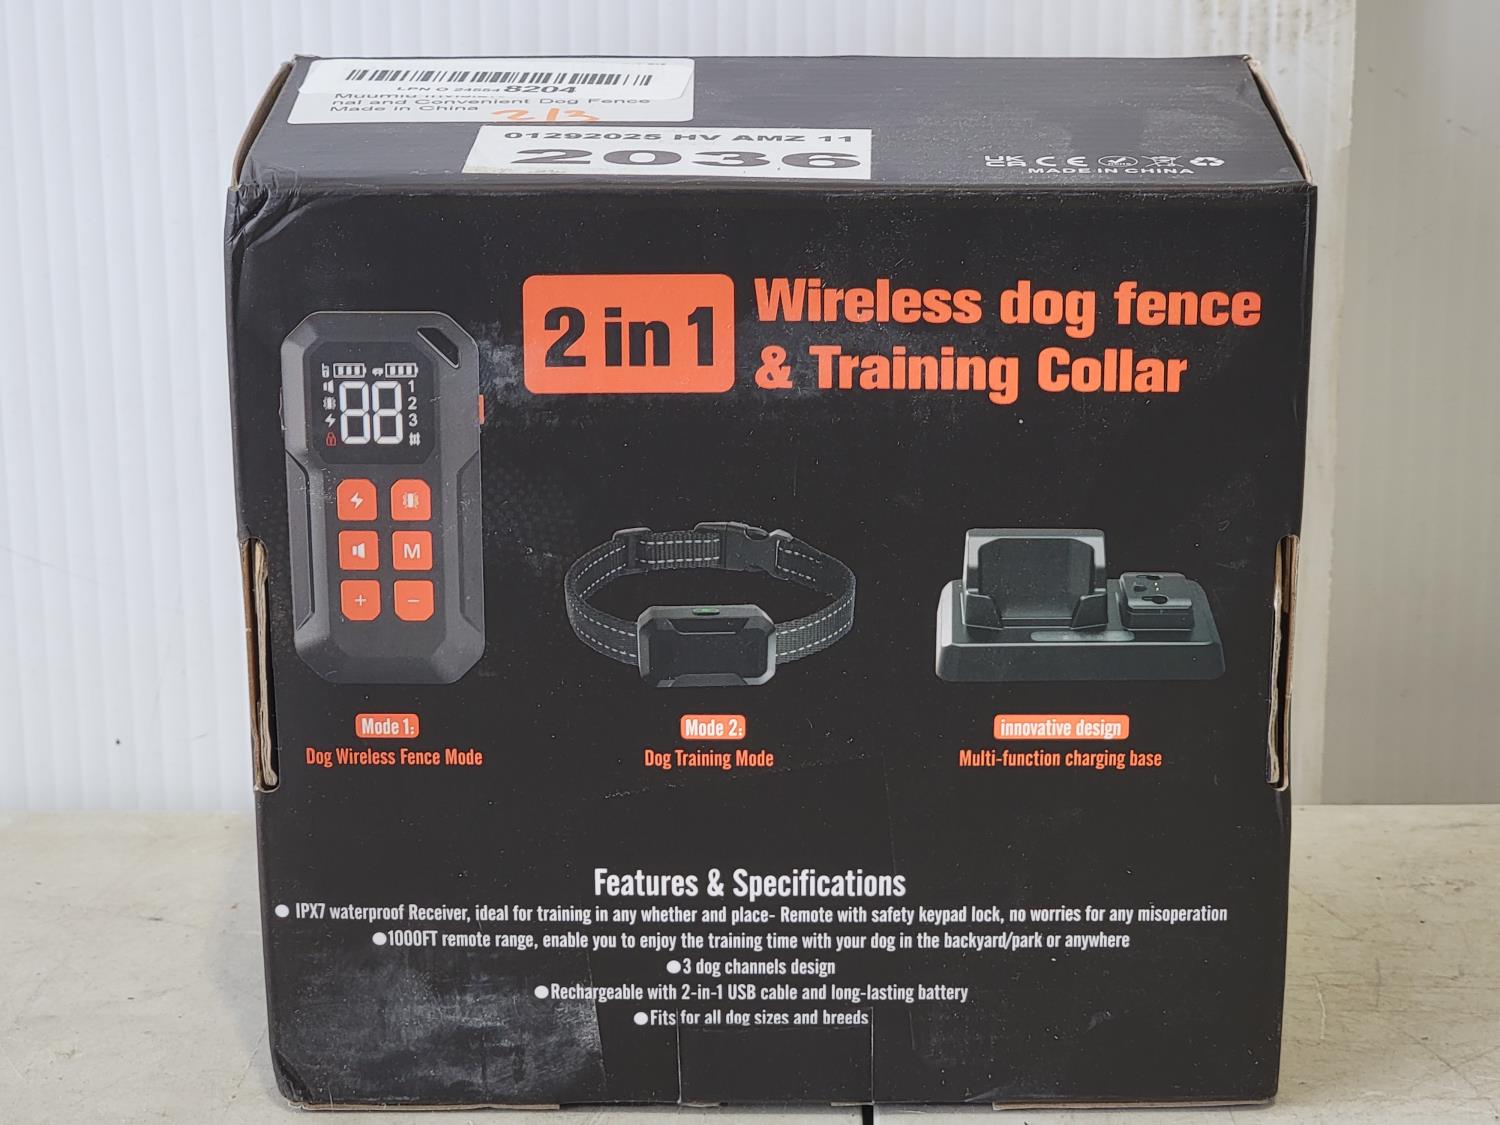 8204
nal and Convenient Dog Fence
Made in China
2/3
01292025 HV AMZ 11
2036
UK CA CE
MADE IN CHINA
2 in 1
Wireless dog fence
& Training Collar
88
1
2
3
M
+ −
Mode 1:
Dog Wireless Fence Mode
Mode 2:
Dog Training Mode
innovative design
Multi-function charging base
Features & Specifications
● IPX7 waterproof Receiver, ideal for training in any whether and place- Remote with safety keypad lock, no worries for any misoperation
●1000FT remote range, enable you to enjoy the training time with your dog in the backyard/park or anywhere
●3 dog channels design
●Rechargeable with 2-in-1 USB cable and long-lasting battery
●Fits for all dog sizes and breeds